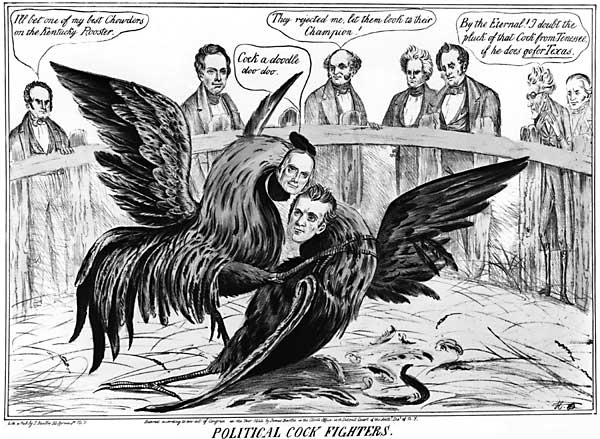 I'll bet one of my best Chowders
on the Kentucky Rooster.
Cock a doodle
doo doo.
They rejected me, let them look to their
Champion!
By the Eternal! I doubt the
pluck of that Cock from Tenessee,
if he does go for Texas.
Lith. & Pub. by J. Baillie
Entered according to an act of Congress in the Year 1844 by James Baillie in the Clerk's Office of the District Court of the South'n Dis't of N.Y.
POLITICAL COCK FIGHTERS.